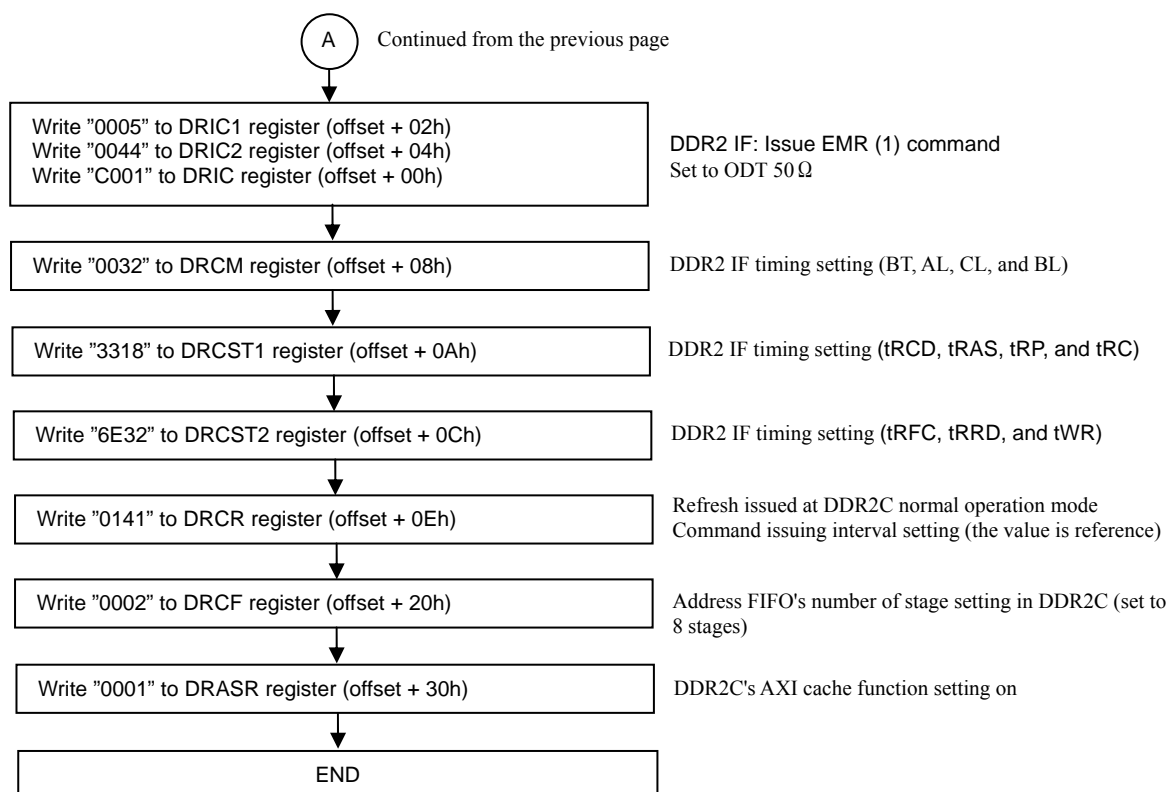 A
Continued from the previous page
Write "0005" to DRIC1 register (offset + 02h)
Write "0044" to DRIC2 register (offset + 04h)
Write "C001" to DRIC register (offset + 00h)
DDR2 IF: Issue EMR (1) command
Set to ODT 50 Ω
Write "0032" to DRCM register (offset + 08h)
DDR2 IF timing setting (BT, AL, CL, and BL)
Write "3318" to DRCST1 register (offset + 0Ah)
DDR2 IF timing setting (tRCD, tRAS, tRP, and tRC)
Write "6E32" to DRCST2 register (offset + 0Ch)
DDR2 IF timing setting (tRFC, tRRD, and tWR)
Write "0141" to DRCR register (offset + 0Eh)
Refresh issued at DDR2C normal operation mode
Command issuing interval setting (the value is reference)
Write "0002" to DRCF register (offset + 20h)
Address FIFO's number of stage setting in DDR2C (set to
8 stages)
Write "0001" to DRASR register (offset + 30h)
DDR2C's AXI cache function setting on
END